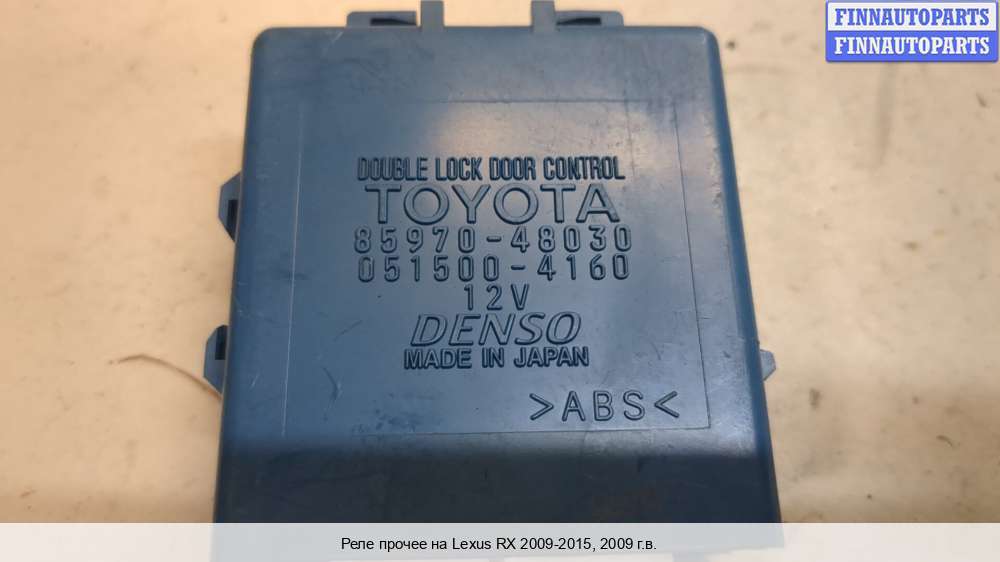 FINNAUTOPARTS
FINNAUTOPARTS
DOUBLE LOCK DOOR CONTROL
TOYOTA
85970-48030
051500-4160
12V
DENSO
MADE IN JAPAN
>ABS<
Реле прочее на Lexus RX 2009-2015, 2009 г.в.